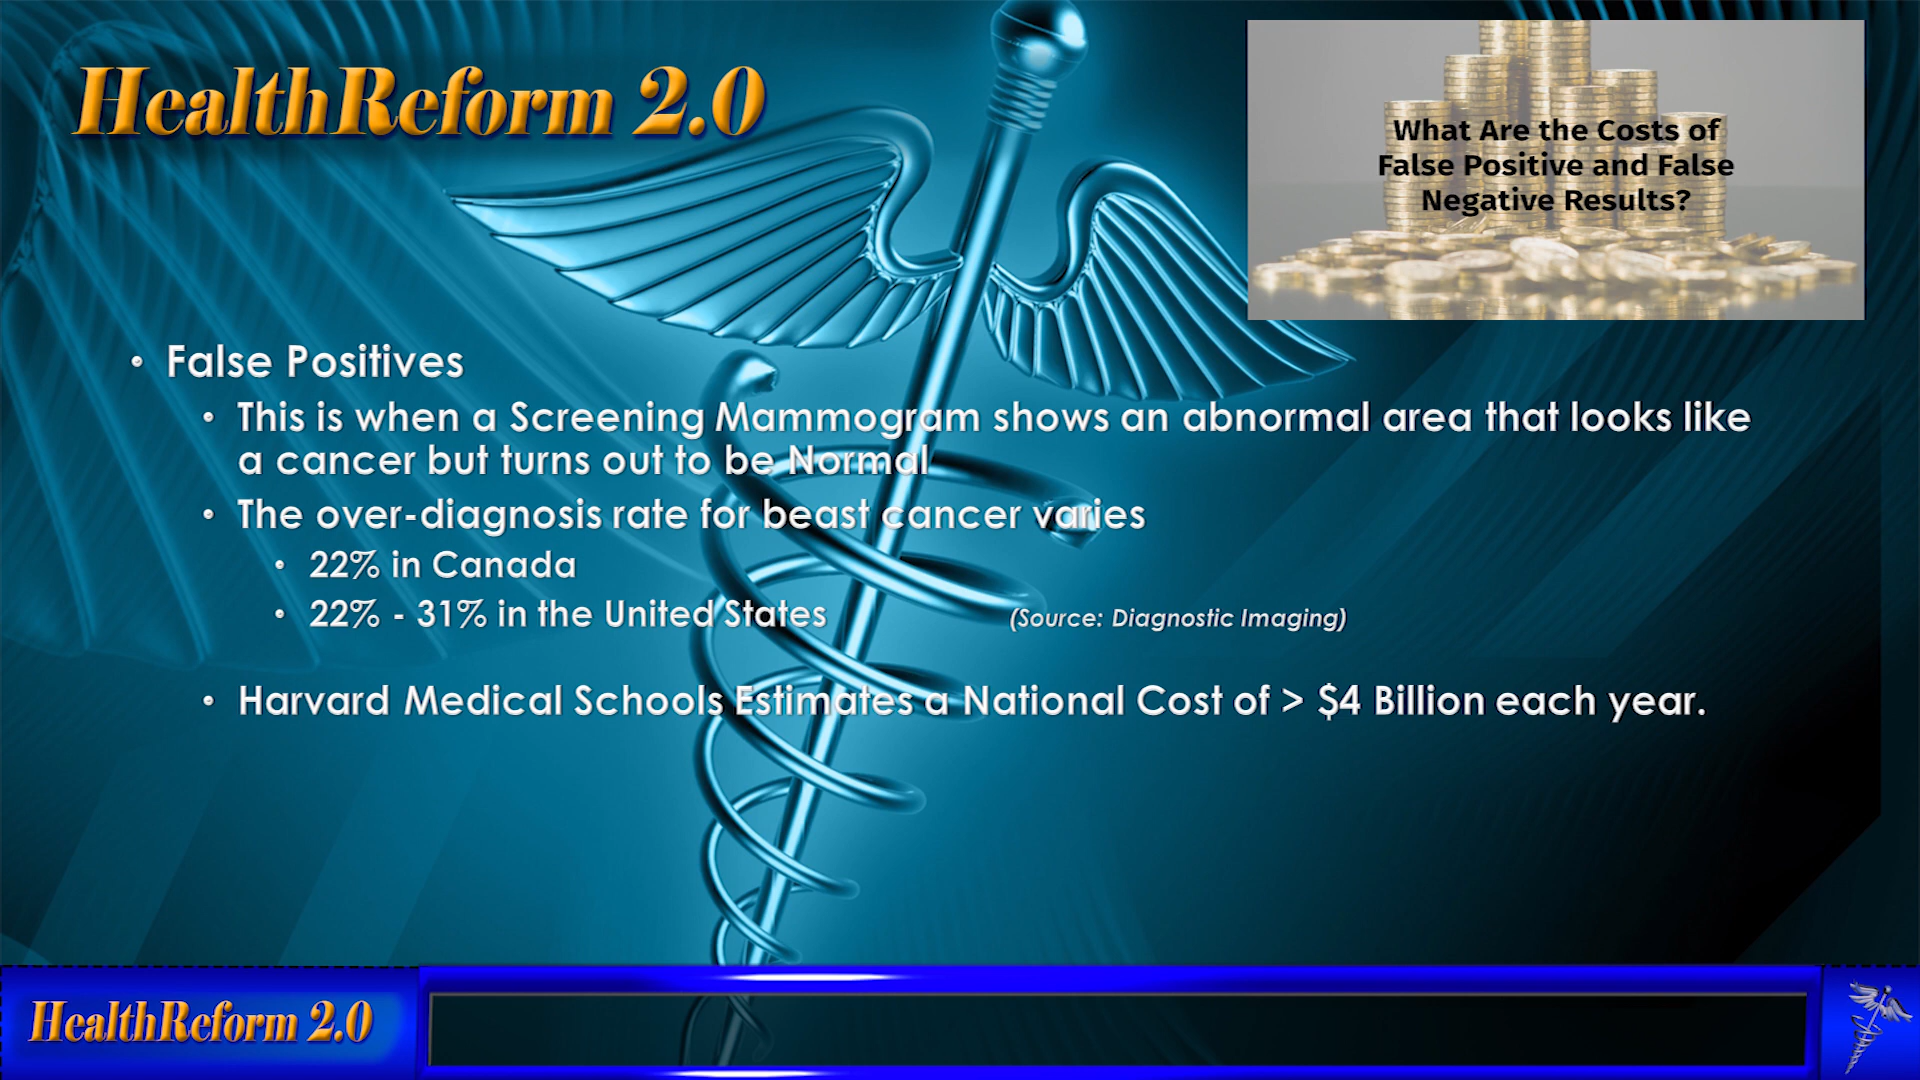 HealthReform 2.0
What Are the Costs of
False Positive and False
Negative Results?
• False Positives
• This is when a Screening Mammogram shows an abnormal area that looks like
a cancer but turns out to be Normal
• The over-diagnosis rate for beast cancer varies
• 22% in Canada
• 22% - 31% in the United States (Source: Diagnostic Imaging)
• Harvard Medical Schools Estimates a National Cost of > $4 Billion each year.
HealthReform 2.0